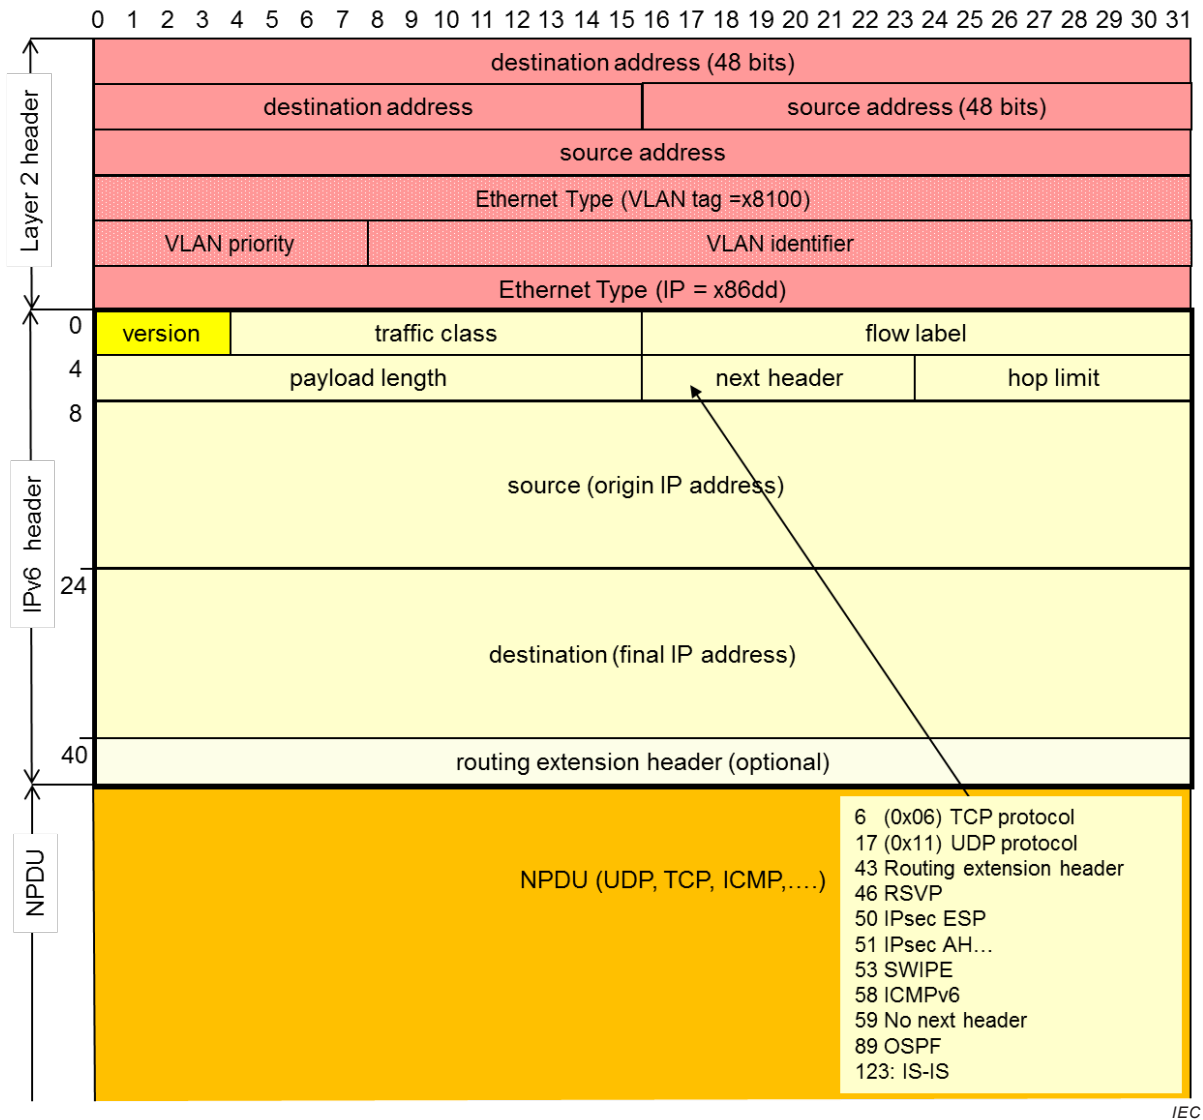 0 1 2 3 4 5 6 7 8 9 10 11 12 13 14 15 16 17 18 19 20 21 22 23 24 25 26 27 28 29 30 31
Layer 2 header
destination address (48 bits)
destination address source address (48 bits)
source address
Ethernet Type (VLAN tag =x8100)
VLAN priority VLAN identifier
Ethernet Type (IP = x86dd)
IPv6 header
0 version traffic class flow label
4 payload length next header hop limit
8
source (origin IP address)
24
destination (final IP address)
40 routing extension header (optional)
NPDU
NPDU (UDP, TCP, ICMP,....)
6 (0x06) TCP protocol
17 (0x11) UDP protocol
43 Routing extension header
46 RSVP
50 IPsec ESP
51 IPsec AH...
53 SWIPE
58 ICMPv6
59 No next header
89 OSPF
123: IS-IS
IEC